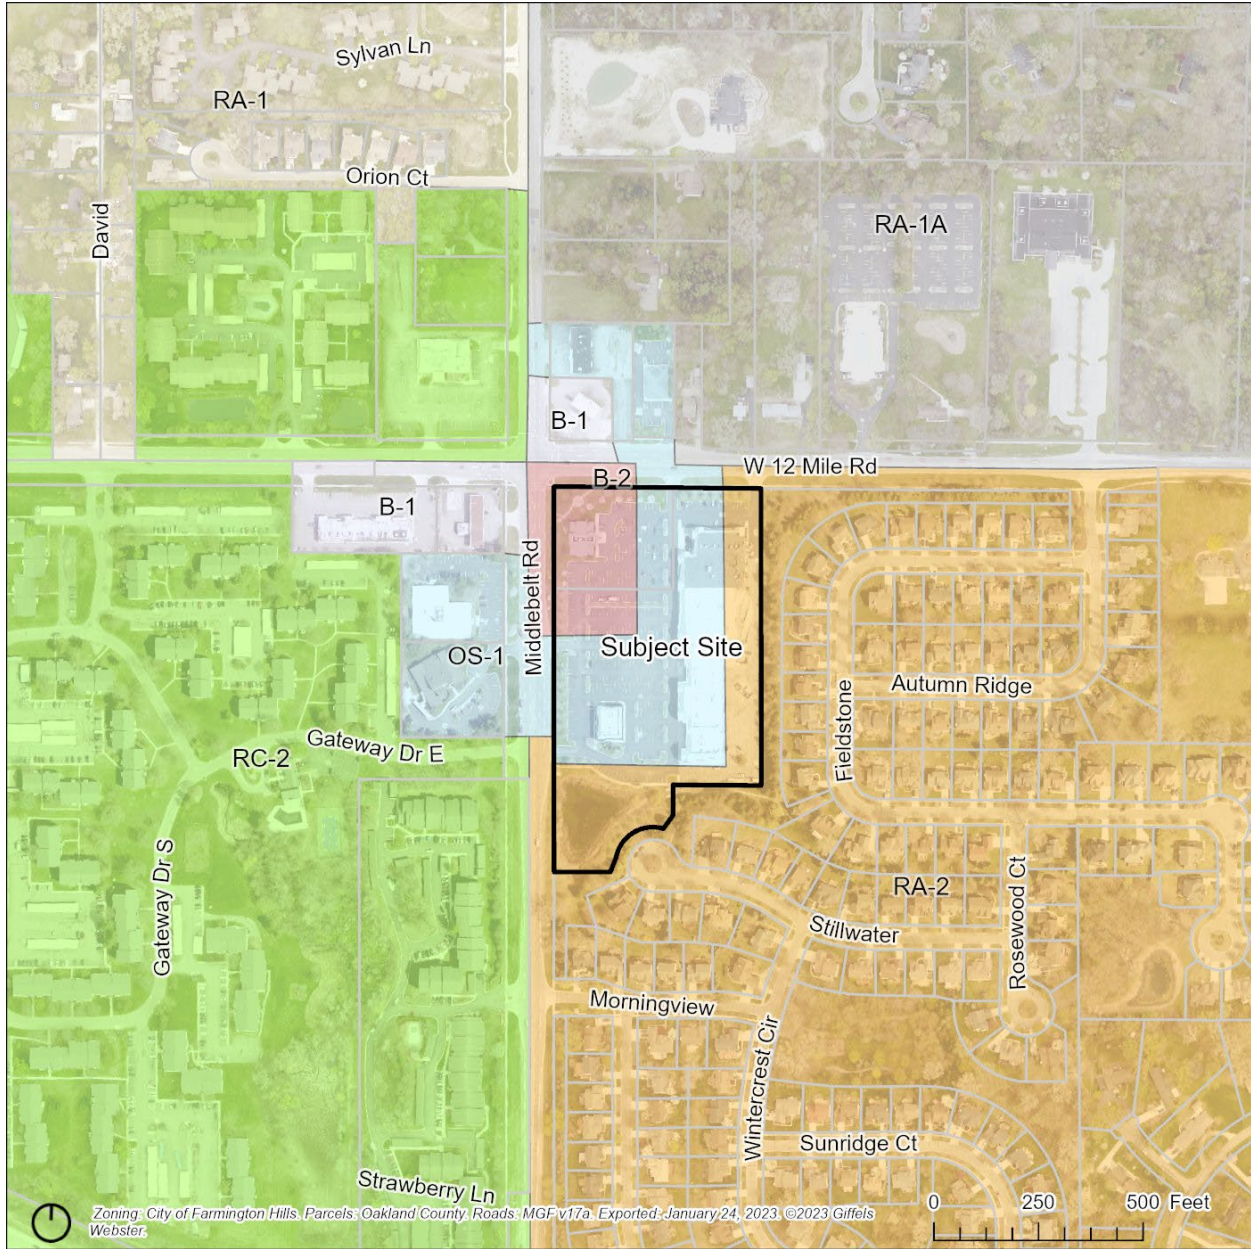 Sylvan Ln
RA-1
Orion Ct
David
RA-1A
B-1
W 12 Mile Rd
B-2
B-1
Middlebelt Rd
Subject Site
OS-1
Autumn Ridge
Fieldstone
Gateway Dr E
RC-2
Gateway Dr S
RA-2
Rosewood Ct
Stillwater
Morningview
Wintercrest Cir
Sunridge Ct
Strawberry Ln
0 250 500 Feet
Zoning: City of Farmington Hills. Parcels: Oakland County. Roads: MGF v17a. Exported: January 24, 2023. ©2023 Giffels
Webster.